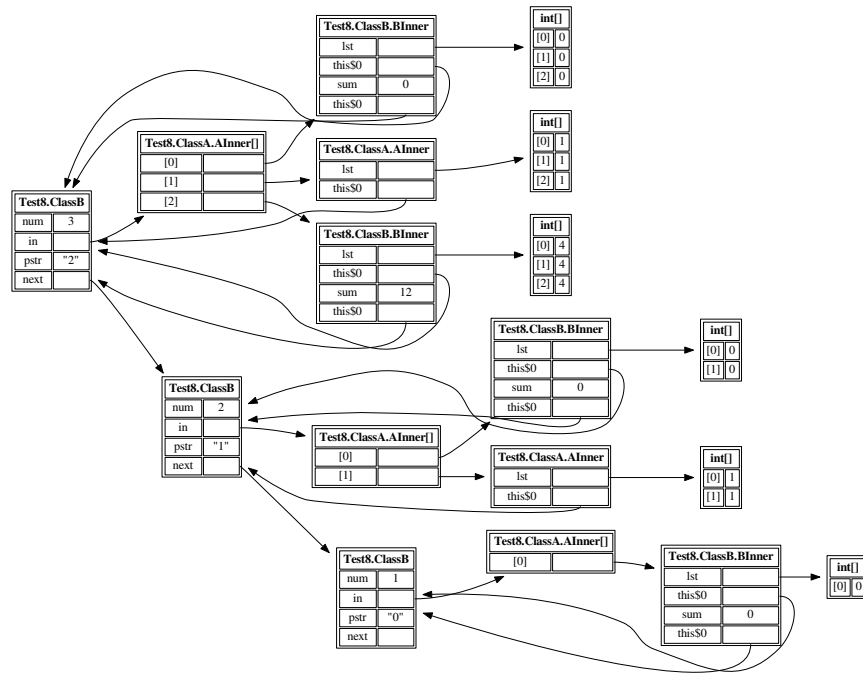 Test8.ClassB.BInner
lst
this$0
sum 0
this$0
int[]
[0] 0
[1] 0
[2] 0
Test8.ClassA.AInner[]
[0]
[1]
[2]
Test8.ClassA.AInner
lst
this$0
int[]
[0] 1
[1] 1
[2] 1
Test8.ClassB
num 3
in
pstr "2"
next
Test8.ClassB.BInner
lst
this$0
sum 12
this$0
int[]
[0] 4
[1] 4
[2] 4
Test8.ClassB.BInner
lst
this$0
sum 0
this$0
int[]
[0] 0
[1] 0
Test8.ClassB
num 2
in
pstr "1"
next
Test8.ClassA.AInner[]
[0]
[1]
Test8.ClassA.AInner
lst
this$0
int[]
[0] 1
[1] 1
Test8.ClassB
num 1
in
pstr "0"
next
Test8.ClassA.AInner[]
[0]
Test8.ClassB.BInner
lst
this$0
sum 0
this$0
int[]
[0] 0